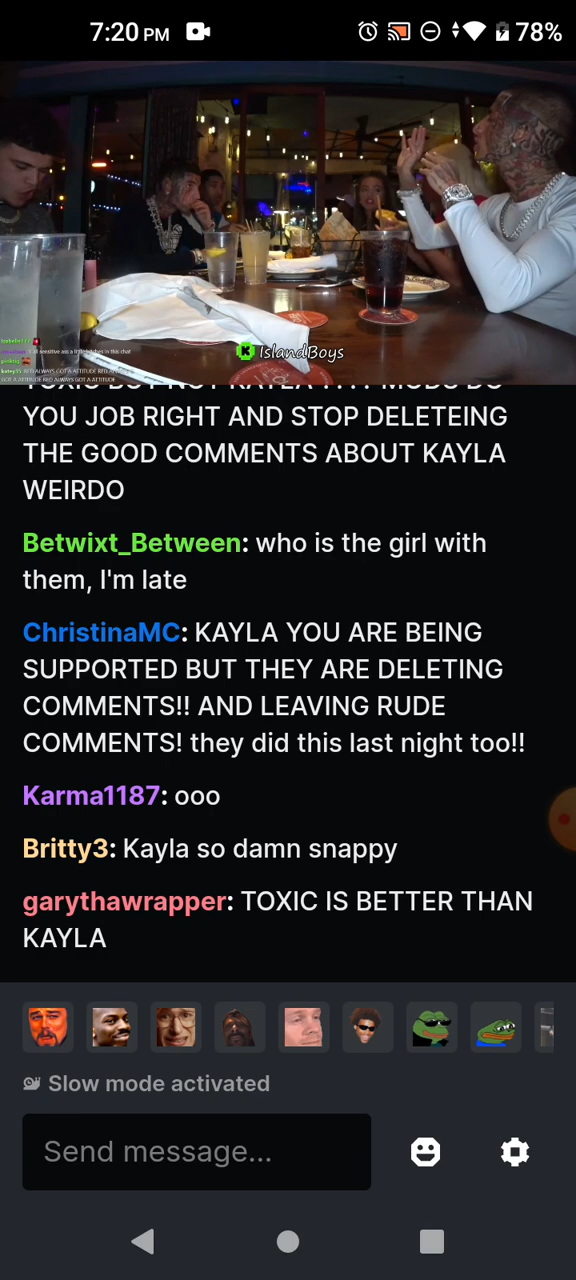 7:20 PM
78%
IslandBoys
YOU JOB RIGHT AND STOP DELETEING
THE GOOD COMMENTS ABOUT KAYLA
WEIRDO
Betwixt_Between: who is the girl with
them, I'm late
ChristinaMC: KAYLA YOU ARE BEING
SUPPORTED BUT THEY ARE DELETING
COMMENTS!! AND LEAVING RUDE
COMMENTS! they did this last night too!!
Karma1187: ooo
Britty3: Kayla so damn snappy
garythawrapper: TOXIC IS BETTER THAN
KAYLA
Slow mode activated
Send message...